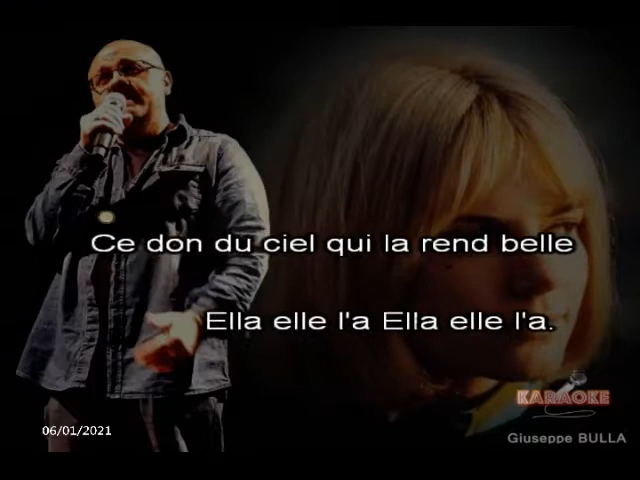 Ce don du ciel qui la rend belle
Ella elle l'a Ella elle l'a.
KARAOKE
06/01/2021
Giuseppe BULLA